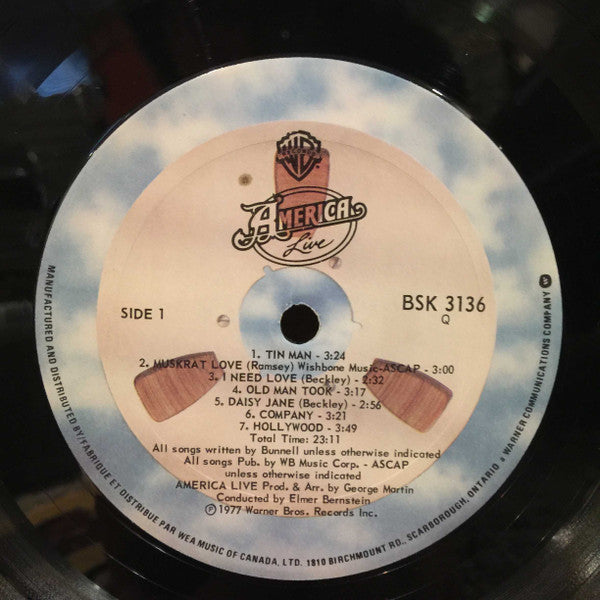 WB
AMERICA
Live
SIDE 1
BSK 3136
Q
1. TIN MAN - 3:24
2. MUSKRAT LOVE (Ramsey) Wishbone Music-ASCAP - 3:00
3. I NEED LOVE (Beckley) - 2:32
4. OLD MAN TOOK - 3:17
5. DAISY JANE (Beckley) - 2:56
6. COMPANY - 3:21
7. HOLLYWOOD - 3:49
Total Time: 23:11
All songs written by Bunnell unless otherwise indicated
All songs Pub. by WB Music Corp. - ASCAP
unless otherwise indicated
AMERICA LIVE Prod. & Arr. by George Martin
Conducted by Elmer Bernstein
℗1977 Warner Bros. Records Inc.
MANUFACTURED AND DISTRIBUTED BY/FABRIQUE ET DISTRIBUE PAR WEA MUSIC OF CANADA, LTD. 1810 BIRCHMOUNT RD., SCARBOROUGH, ONTARIO a WARNER COMMUNICATIONS COMPANY